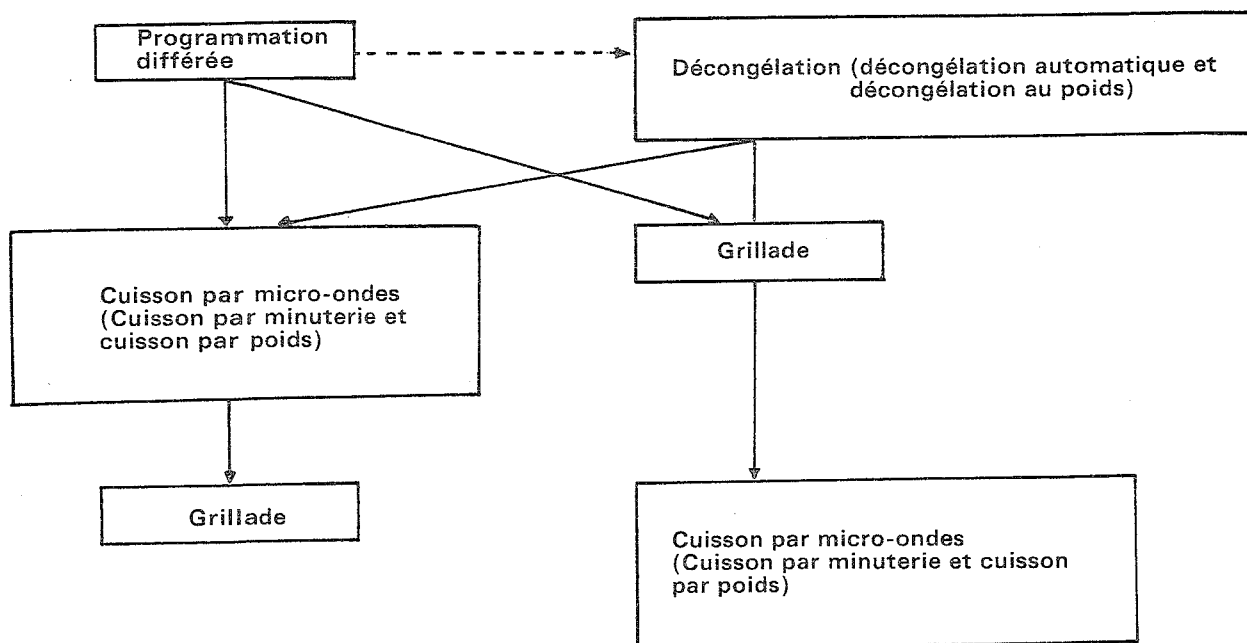 Programmation
différée
Décongélation (décongélation automatique et
décongélation au poids)
Grillade
Cuisson par micro-ondes
(Cuisson par minuterie et
cuisson par poids)
Grillade
Cuisson par micro-ondes
(Cuisson par minuterie et cuisson
par poids)